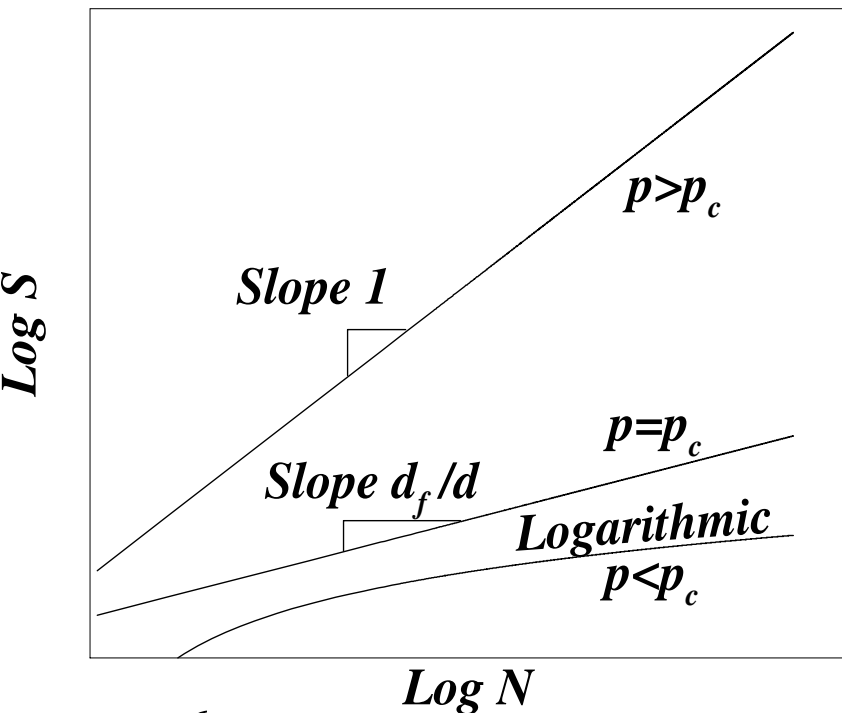 p>p_c
Slope 1
Log S
p=p_c
Slope d_f/d
Logarithmic
p<p_c
Log N